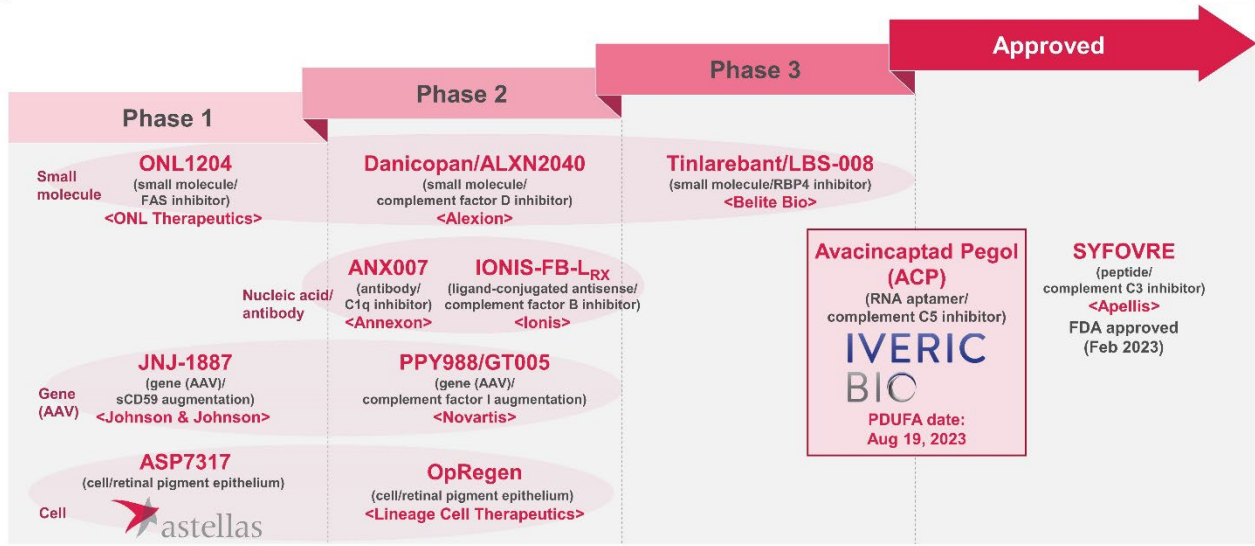 Approved
Phase 3
Phase 2
Phase 1
Small
molecule
ONL1204
(small molecule/
FAS inhibitor)
<ONL Therapeutics>
Danicopan/ALXN2040
(small molecule/
complement factor D inhibitor)
<Alexion>
Tinlarebant/LBS-008
(small molecule/RBP4 inhibitor)
<Belite Bio>
Nucleic acid/
antibody
ANX007
(antibody/
C1q inhibitor)
<Annexon>
IONIS-FB-LRX
(ligand-conjugated antisense/
complement factor B inhibitor)
<Ionis>
Avacincaptad Pegol
(ACP)
(RNA aptamer/
complement C5 inhibitor)
IVERIC
BIO
PDUFA date:
Aug 19, 2023
SYFOVRE
(peptide/
complement C3 inhibitor)
<Apellis>
FDA approved
(Feb 2023)
Gene
(AAV)
JNJ-1887
(gene (AAV)/
sCD59 augmentation)
<Johnson & Johnson>
PPY988/GT005
(gene (AAV)/
complement factor I augmentation)
<Novartis>
Cell
ASP7317
(cell/retinal pigment epithelium)
astellas
OpRegen
(cell/retinal pigment epithelium)
<Lineage Cell Therapeutics>